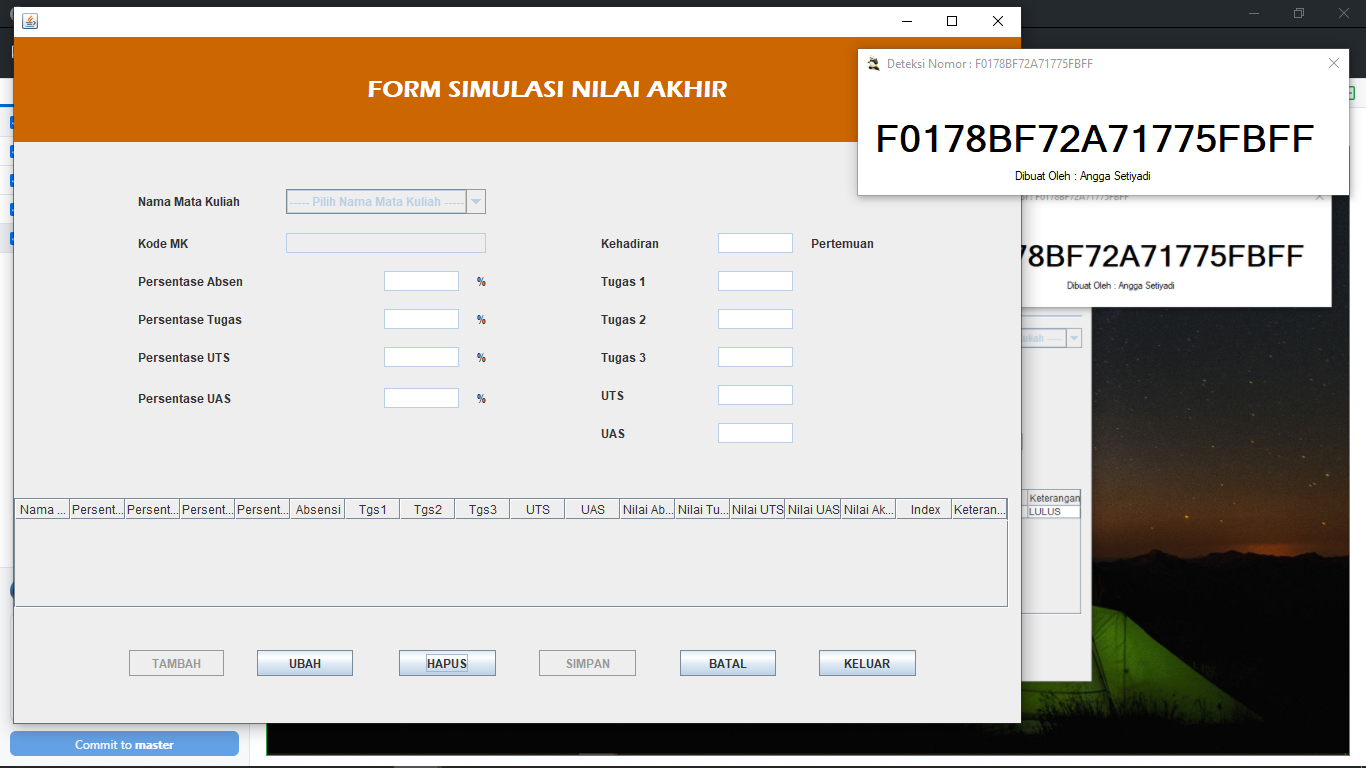 FORM SIMULASI NILAI AKHIR
Deteksi Nomor : F0178BF72A71775FBFF
F0178BF72A71775FBFF
Dibuat Oleh : Angga Setiyadi
: F0178BF72A71775FBFF
78BF72A71775FBFF
Dibuat Oleh : Angga Setiyadi
Nama Mata Kuliah
----- Pilih Nama Mata Kuliah -----
Kode MK
Kehadiran
Pertemuan
Persentase Absen %
Tugas 1
Persentase Tugas %
Tugas 2
Persentase UTS %
Tugas 3
Persentase UAS %
UTS
UAS
Nama ... Persent... Persent... Persent... Persent... Absensi Tgs1 Tgs2 Tgs3 UTS UAS Nilai Ab... Nilai Tu... Nilai UTS Nilai UAS Nilai Ak... Index Keteran...
Keterangan
LULUS
TAMBAH UBAH HAPUS SIMPAN BATAL KELUAR
Commit to master